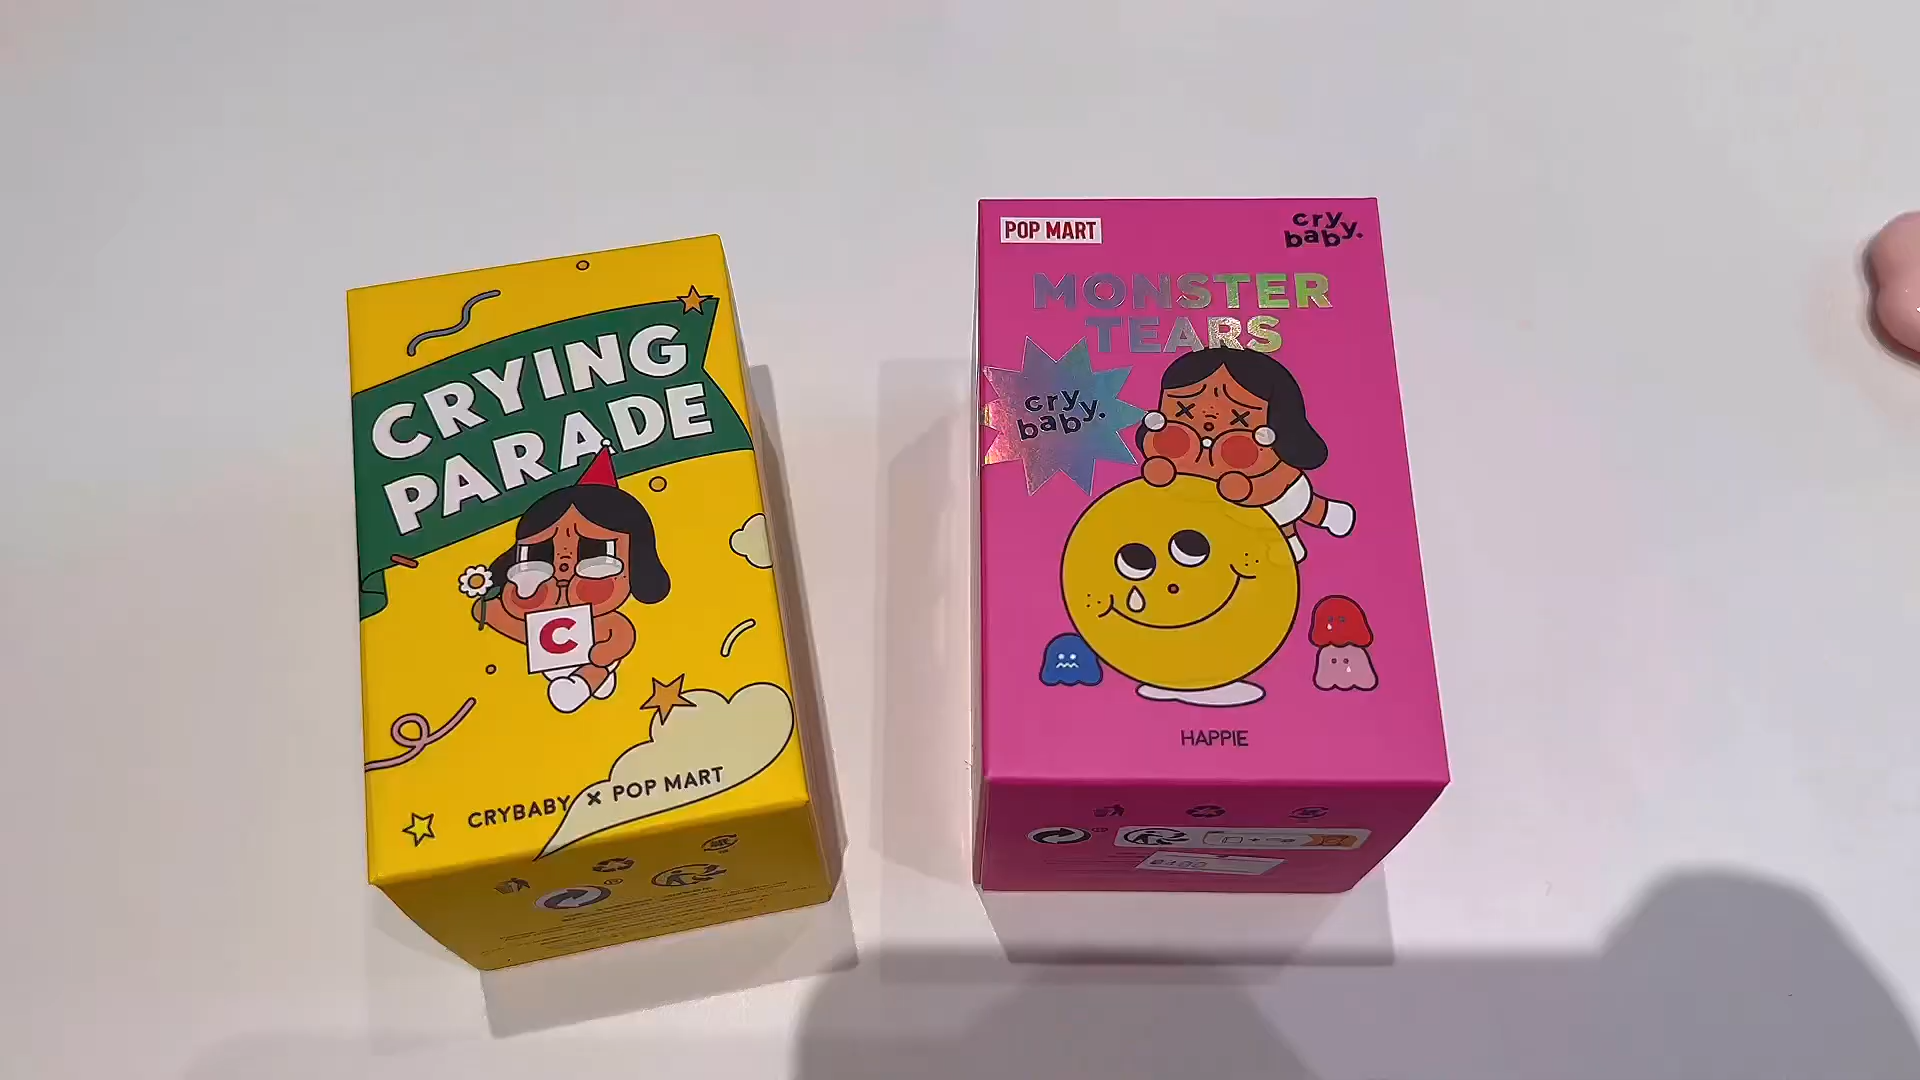 CRYING
PARADE
C
CRYBABY × POP MART
POP MART
cry
baby.
MONSTER
TEARS
cry
baby.
HAPPIE